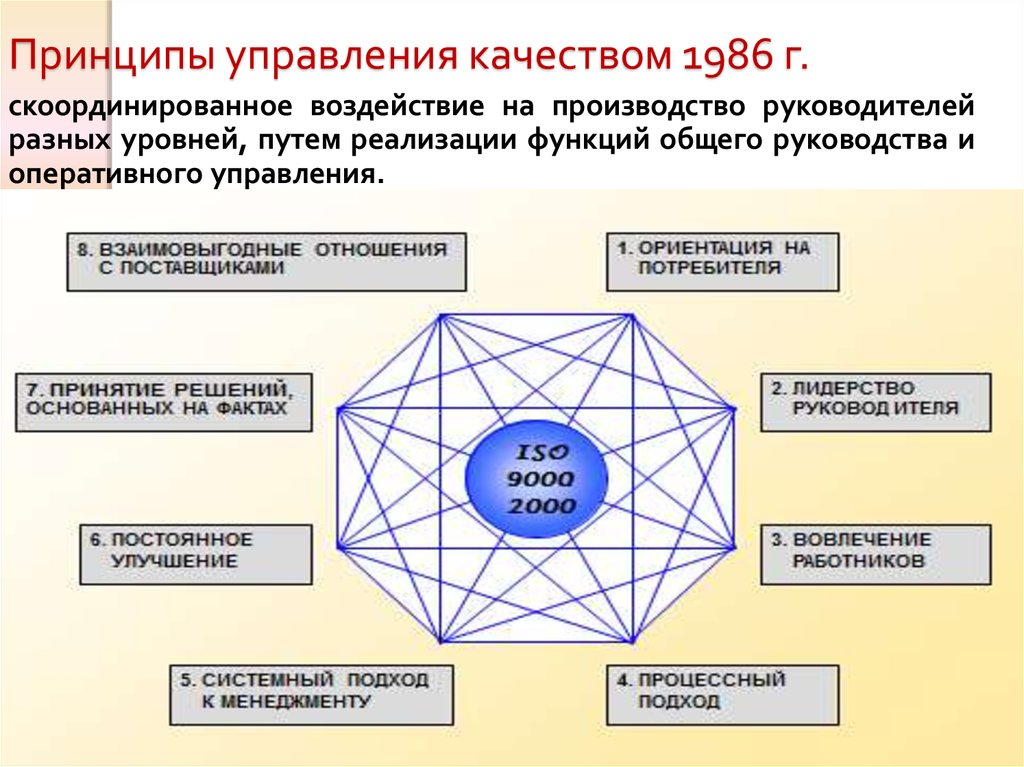 Принципы управления качеством 1986 г.
скоординированное воздействие на производство руководителей
разных уровней, путем реализации функций общего руководства и
оперативного управления.
8. ВЗАИМОВЫГОДНЫЕ ОТНОШЕНИЯ
С ПОСТАВЩИКАМИ
1. ОРИЕНТАЦИЯ НА
ПОТРЕБИТЕЛЯ
7. ПРИНЯТИЕ РЕШЕНИЙ,
ОСНОВАННЫХ НА ФАКТАХ
2. ЛИДЕРСТВО
РУКОВОД ИТЕЛЯ
ISO
9000
2000
6. ПОСТОЯННОЕ
УЛУЧШЕНИЕ
3. ВОВЛЕЧЕНИЕ
РАБОТНИКОВ
5. СИСТЕМНЫЙ ПОДХОД
К МЕНЕДЖМЕНТУ
4. ПРОЦЕССНЫЙ
ПОДХОД